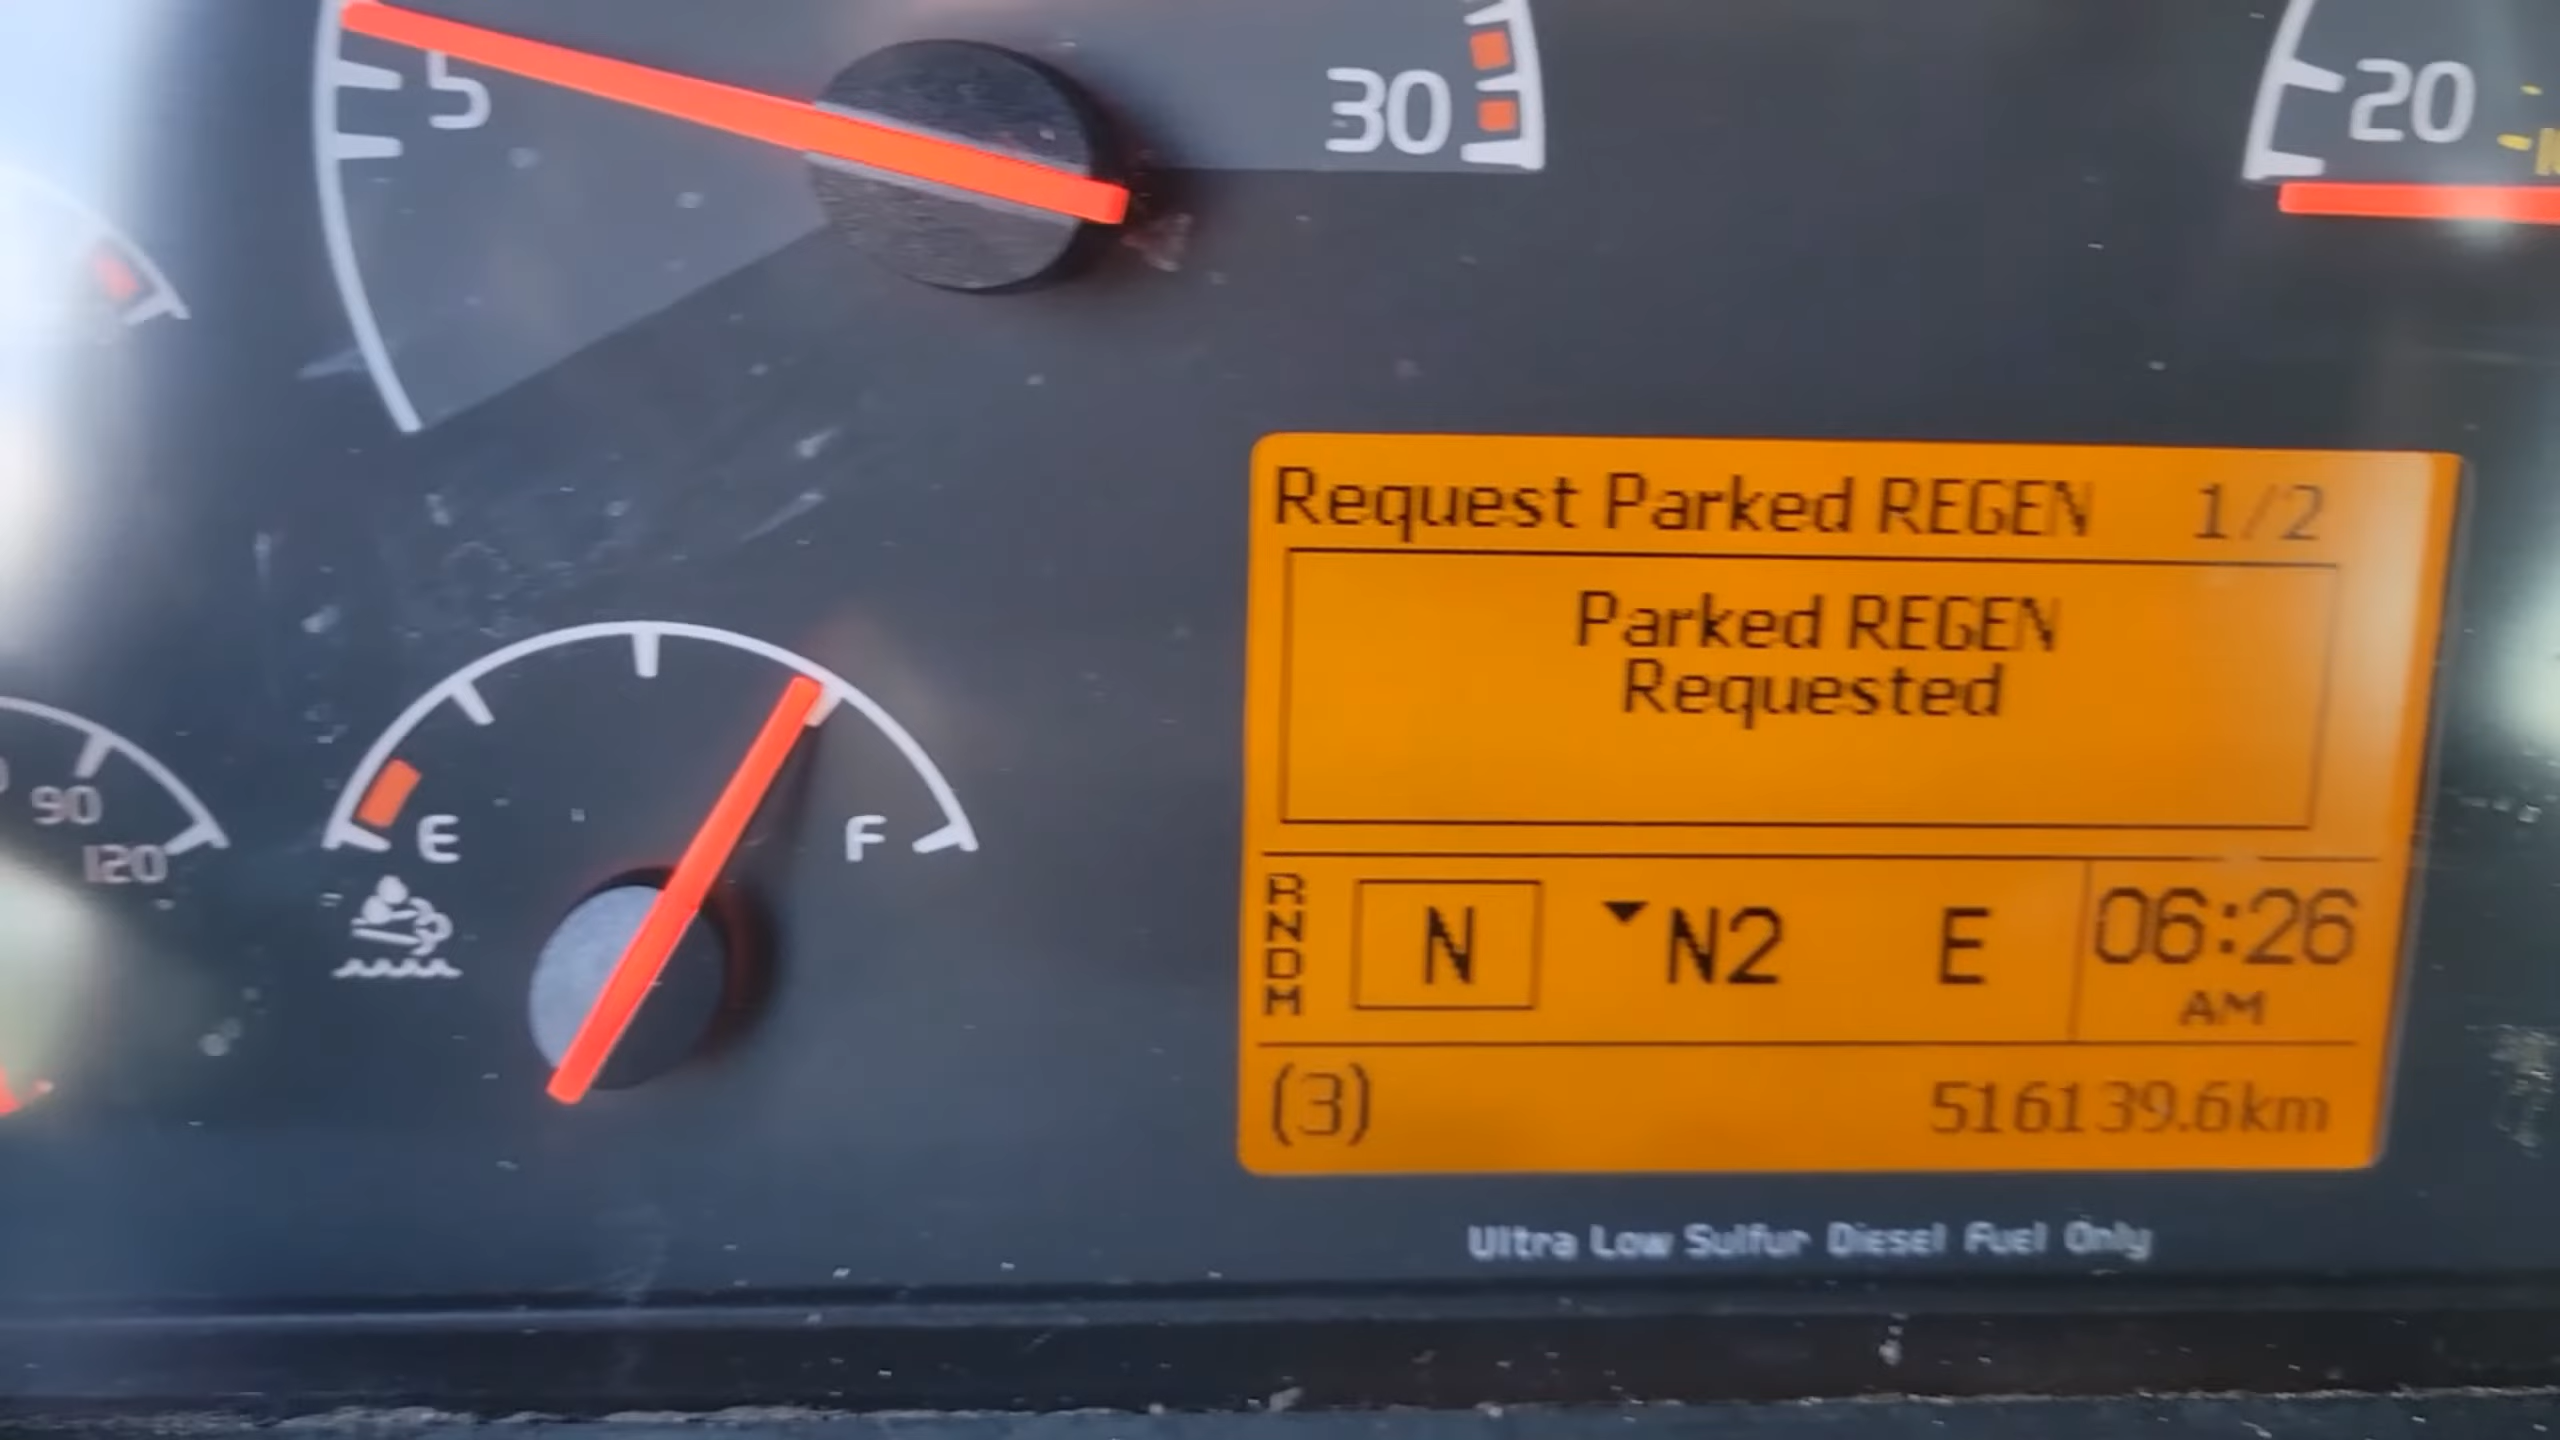 5
30
20
Request Parked REGEN 1/2
Parked REGEN
Requested
90
120
E
F
RNDM
N N2 E 06:26
AM
(3) 516139.6km
Ultra Low Sulfur Diesel Fuel Only